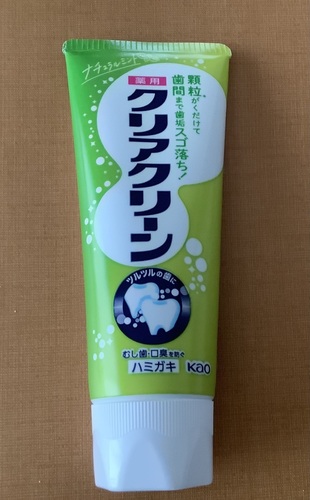 ナチュラルミント
薬用
クリアクリーン
顆粒がくだけて
歯間まで歯垢スゴ落ち!
ツルツルの歯に
むし歯・口臭を防ぐ
ハミガキ
Kao